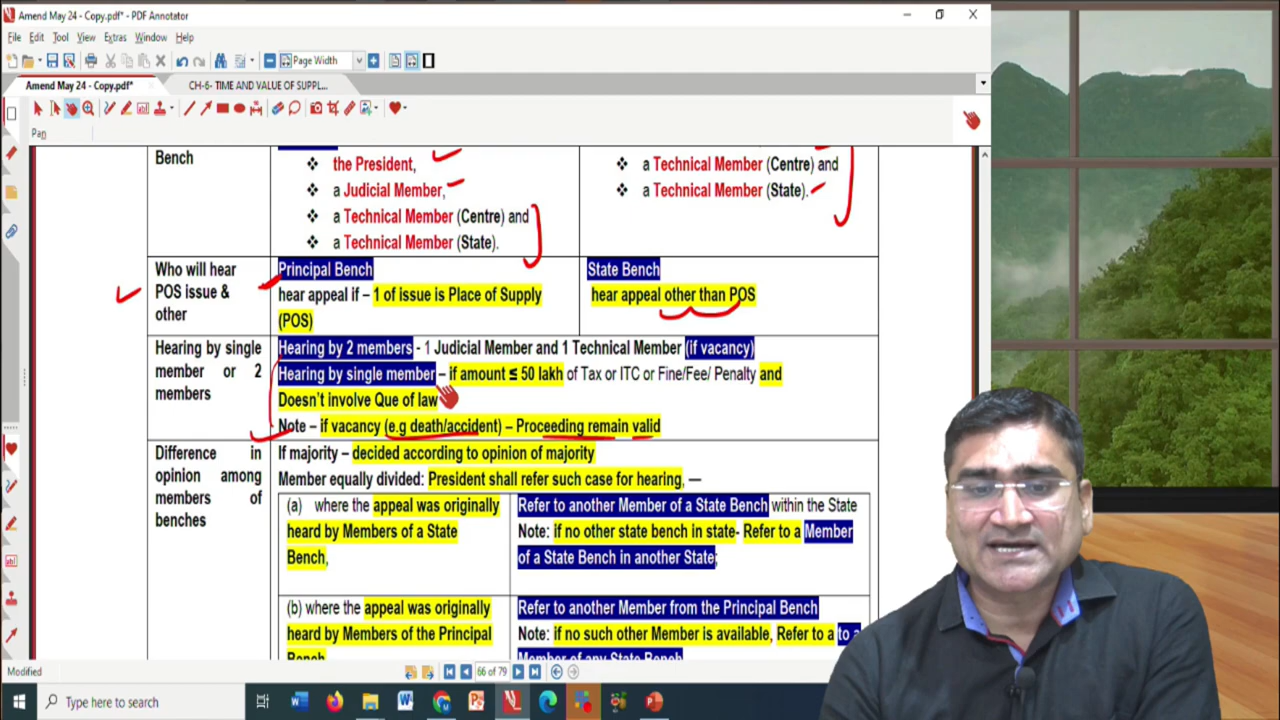 Amend May 24 - Copy.pdf* - PDF Annotator
File Edit Tool View Extras Window Help
Page Width
Amend May 24 - Copy.pdf*
CH-6- TIME AND VALUE OF SUPPL...
Pan
Bench
❖ the President,
❖ a Judicial Member,
❖ a Technical Member (Centre) and
❖ a Technical Member (State).
❖ a Technical Member (Centre) and
❖ a Technical Member (State).
Who will hear
POS issue &
other
Principal Bench
hear appeal if – 1 of issue is Place of Supply
(POS)
State Bench
hear appeal other than POS
Hearing by single
member or 2
members
Hearing by 2 members - 1 Judicial Member and 1 Technical Member (if vacancy)
Hearing by single member – if amount ≤ 50 lakh of Tax or ITC or Fine/Fee/ Penalty and
Doesn't involve Que of law
Note – if vacancy (e.g death/accident) – Proceeding remain valid
Difference in
opinion among
members of
benches
If majority – decided according to opinion of majority
Member equally divided: President shall refer such case for hearing, —
(a) where the appeal was originally
heard by Members of a State
Bench,
Refer to another Member of a State Bench within the State
Note: if no other state bench in state- Refer to a Member
of a State Bench in another State;
(b) where the appeal was originally
heard by Members of the Principal
Bench
Refer to another Member from the Principal Bench
Note: if no such other Member is available, Refer to a to a
Member of any State Bench
Modified
66 of 79
Type here to search